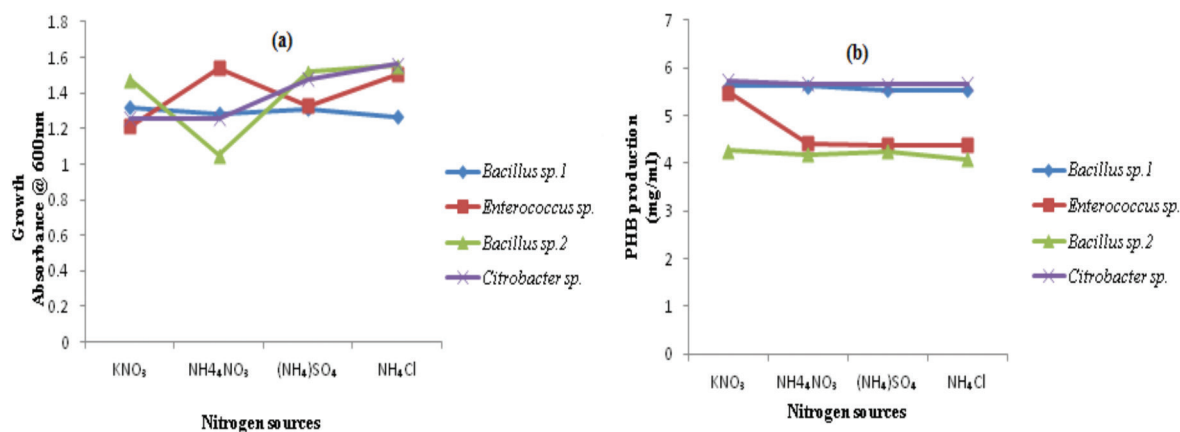 (a)
Growth
Absorbance @ 600nm
1.8
1.6
1.4
1.2
1
0.8
0.6
0.4
0.2
0
KNO₃
NH4₄NO₃
(NH₄)SO₄
NH₄Cl
Nitrogen sources
Bacillus sp.1
Enterococcus sp.
Bacillus sp.2
Citrobacter sp.
(b)
PHB production
(mg/ml)
7
6
5
4
3
2
1
0
KNO₃
NH4₄NO₃
(NH₄)SO₄
NH₄Cl
Nitrogen sources
Bacillus sp.1
Enterococcus sp.
Bacillus sp.2
Citrobacter sp.